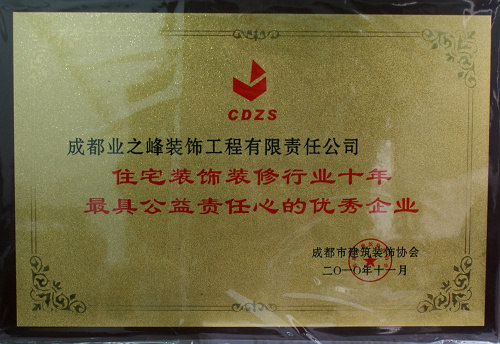 CDZS
成都业之峰装饰工程有限责任公司
住宅装饰装修行业十年
最具公益责任心的优秀企业
成都市建筑装饰协会
二〇一〇年十一月